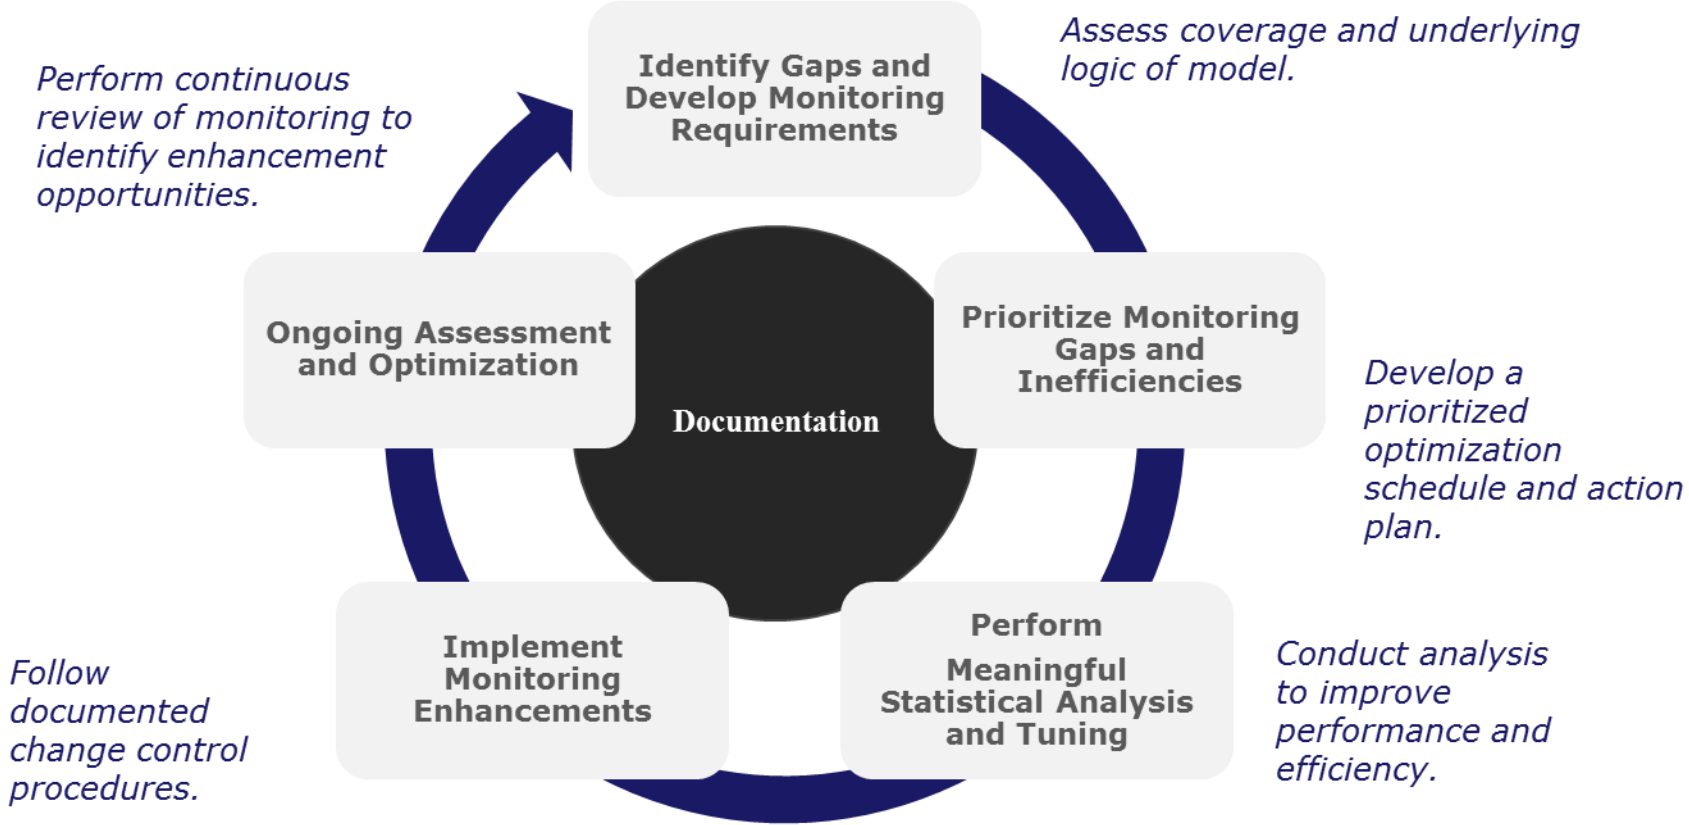 Identify Gaps and
Develop Monitoring
Requirements
Assess coverage and underlying
logic of model.
Prioritize Monitoring
Gaps and
Inefficiencies
Develop a
prioritized
optimization
schedule and action
plan.
Perform
Meaningful
Statistical Analysis
and Tuning
Conduct analysis
to improve
performance and
efficiency.
Implement
Monitoring
Enhancements
Follow
documented
change control
procedures.
Ongoing Assessment
and Optimization
Perform continuous
review of monitoring to
identify enhancement
opportunities.
Documentation